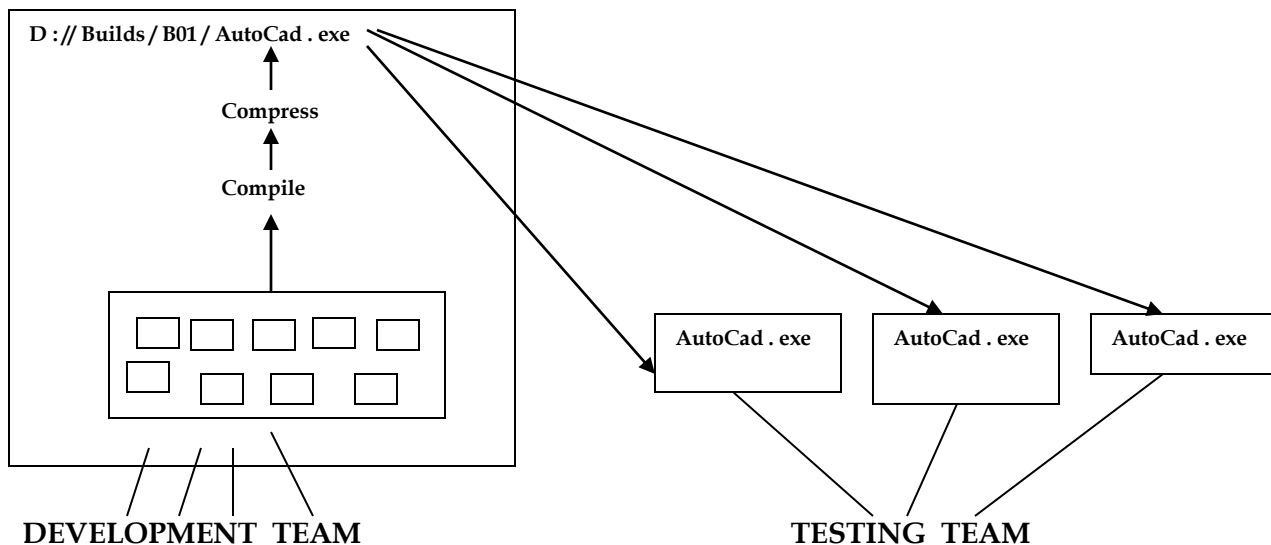 D : // Builds / B01 / AutoCad . exe
Compress
Compile
AutoCad . exe
AutoCad . exe
AutoCad . exe
DEVELOPMENT TEAM
TESTING TEAM